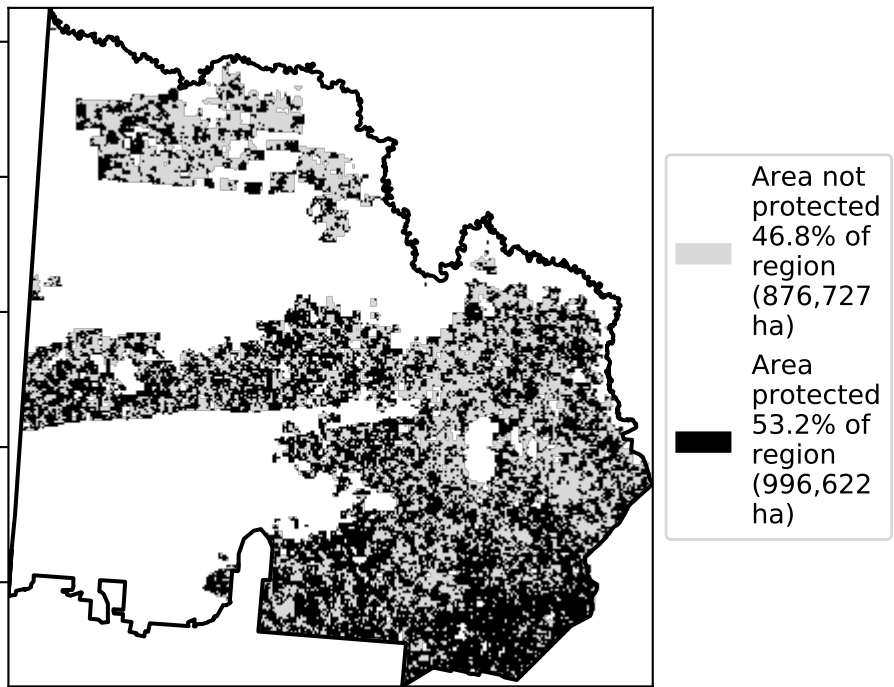 Area not
protected
46.8% of
region
(876,727
ha)
Area
protected
53.2% of
region
(996,622
ha)